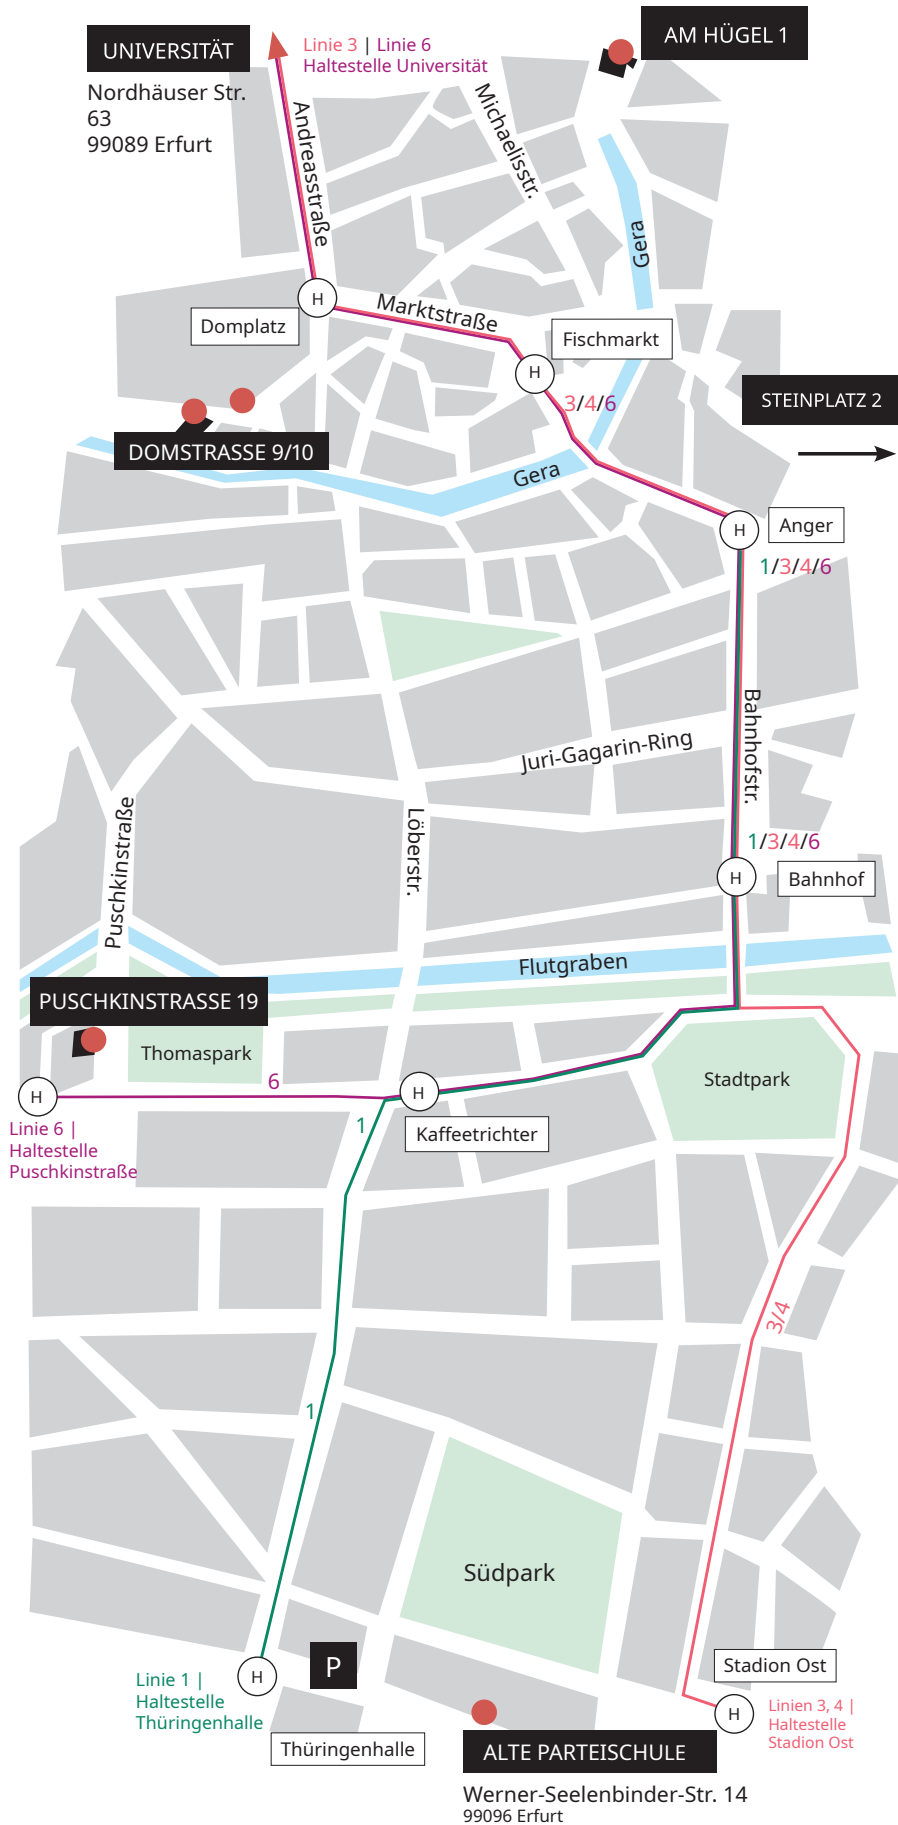 UNIVERSITÄT
Nordhäuser Str.
63
99089 Erfurt
Linie 3 | Linie 6
Haltestelle Universität
AM HÜGEL 1
Andreasstraße
Michaelisstr.
Gera
H
Domplatz
Marktstraße
Fischmarkt
H
3/4/6
STEINPLATZ 2
DOMSTRASSE 9/10
Gera
H
Anger
1/3/4/6
Bahnhofstr.
Juri-Gagarin-Ring
Puschkinstraße
Löberstr.
1/3/4/6
H
Bahnhof
Flutgraben
PUSCHKINSTRASSE 19
Thomaspark
Stadtpark
6
H
H
Linie 6 |
Haltestelle
Puschkinstraße
1
Kaffeetrichter
3/4
1
Südpark
P
H
Linie 1 |
Haltestelle
Thüringenhalle
Thüringenhalle
Stadion Ost
H
Linien 3, 4 |
Haltestelle
Stadion Ost
ALTE PARTEISCHULE
Werner-Seelenbinder-Str. 14
99096 Erfurt